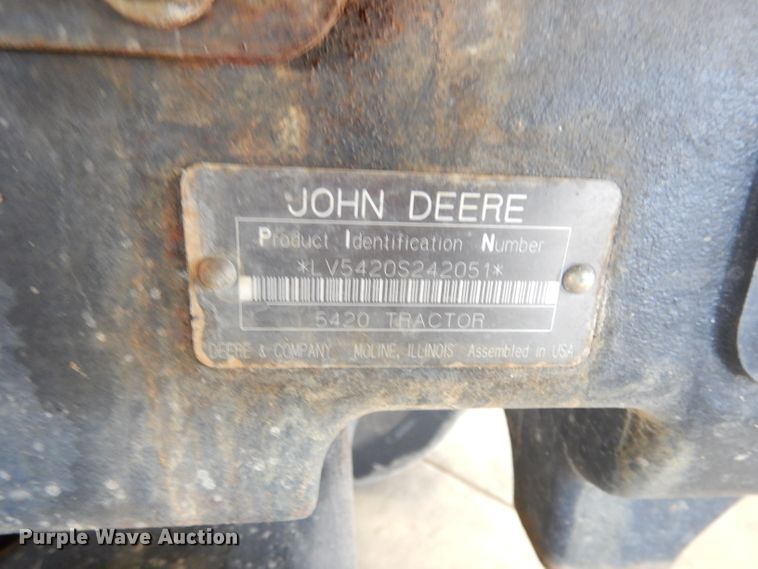 JOHN DEERE
Product Identification Number
*LV5420S242051*
5420 TRACTOR
DEERE & COMPANY MOLINE, ILLINOIS Assembled in USA
Purple Wave Auction